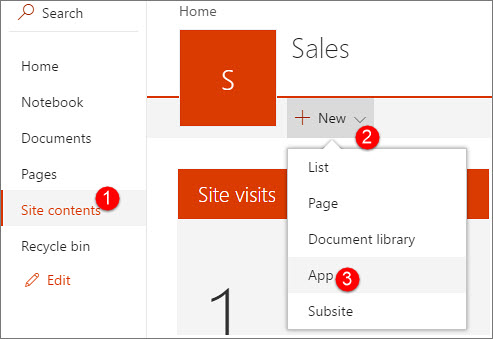 Search
Home
Notebook
Documents
Pages
Site contents 1
Recycle bin
Edit
Home
S
Sales
New
2
Site visits
1
List
Page
Document library
App 3
Subsite